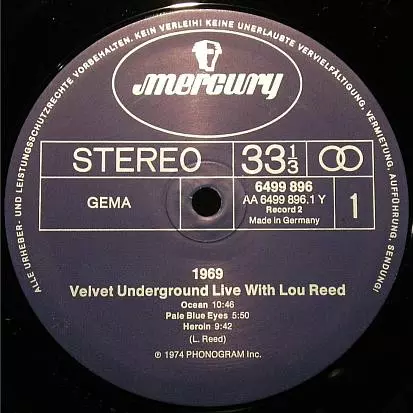 ALLE URHEBER- UND LEISTUNGSSCHUTZRECHTE VORBEHALTEN. KEIN VERLEIH! KEINE UNERLAUBTE VERVIELFÄLTIGUNG, VERMIETUNG, AUFFÜHRUNG, SENDUNG!
mercury
STEREO
33 1/3
GEMA
6499 896
AA 6499 896.1 Y
Record 2
Made in Germany
1
1969
Velvet Underground Live With Lou Reed
Ocean 10:46
Pale Blue Eyes 5:50
Heroin 9:42
(L. Reed)
℗ 1974 PHONOGRAM Inc.